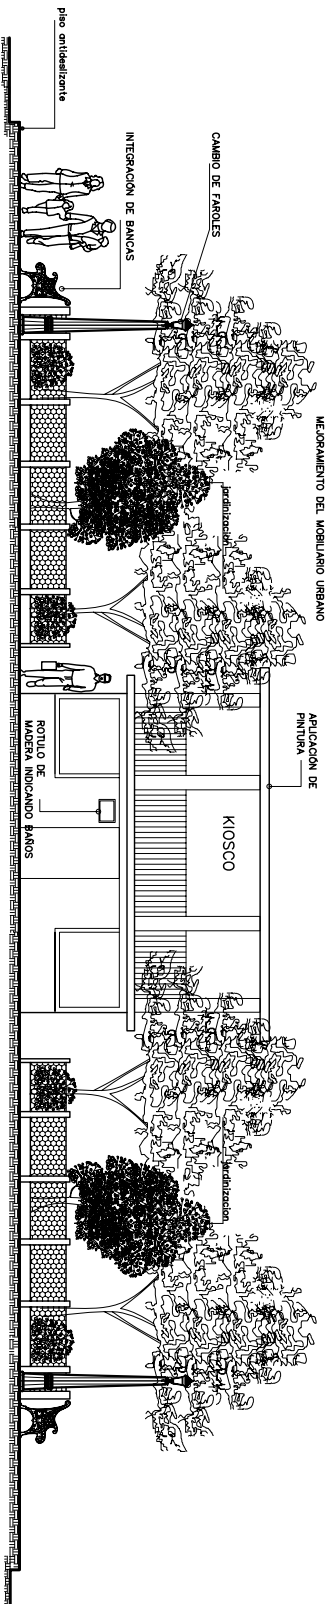 MEJORAMIENTO DEL MOBILIARIO URBANO
APLICACIÓN DE
PINTURA
CAMBIO DE FAROLES
INTEGRACIÓN DE BANCAS
piso antideslizante
jardinización
KIOSCO
ROTULO DE
MADERA INDICANDO BAÑOS
jardinizacion